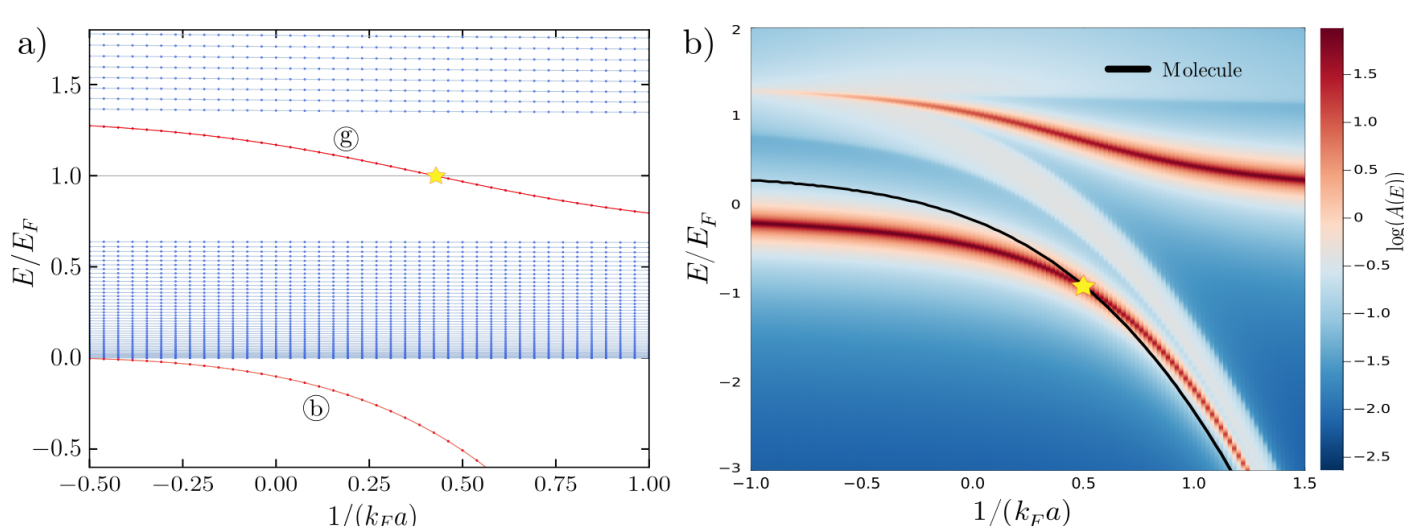 a)
1.5
1.0
0.5
0.0
−0.5
E/E_F
g
b
−0.50 −0.25 0.00 0.25 0.50 0.75 1.00
1/(k_F a)
b)
2
1
0
−1
−2
−3
E/E_F
Molecule
−1.0 −0.5 0.0 0.5 1.0 1.5
1/(k_F a)
1.5
1.0
0.5
0
−0.5
−1.0
−1.5
−2.0
−2.5
log(A(E))